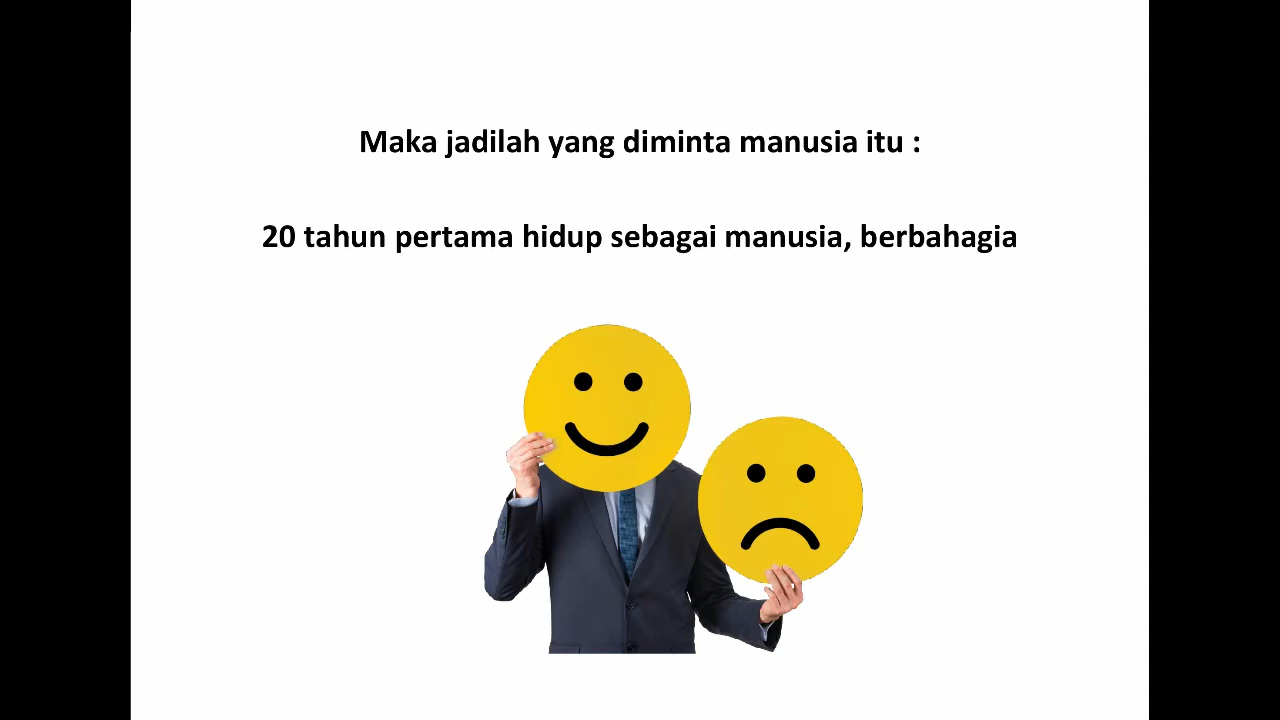 Maka jadilah yang diminta manusia itu :
20 tahun pertama hidup sebagai manusia, berbahagia